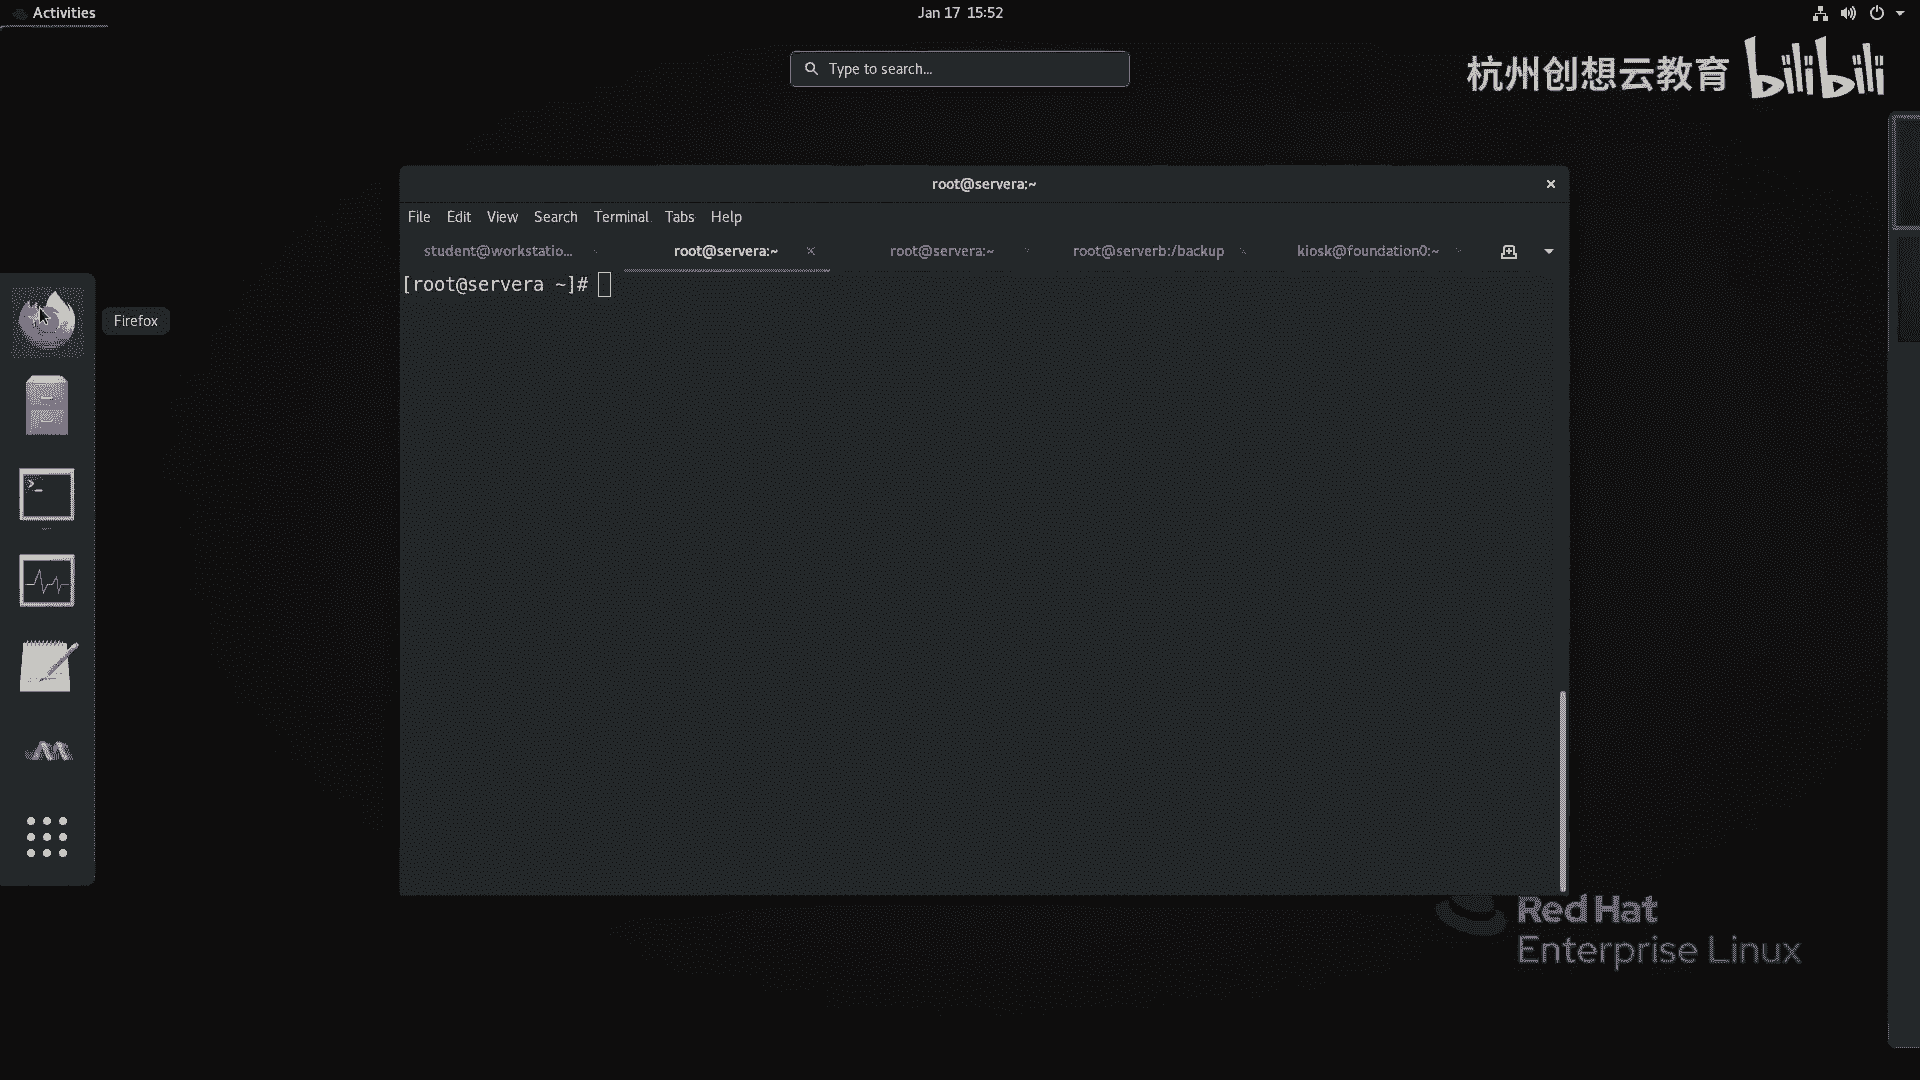 Activities
Jan 17 15:52
Type to search...
杭州创想云教育 bilibili
root@servera:~
File Edit View Search Terminal Tabs Help
student@workstatio... root@servera:~ root@servera:~ root@serverb:/backup kiosk@foundation0:~
[root@servera ~]#
Firefox
Red Hat
Enterprise Linux